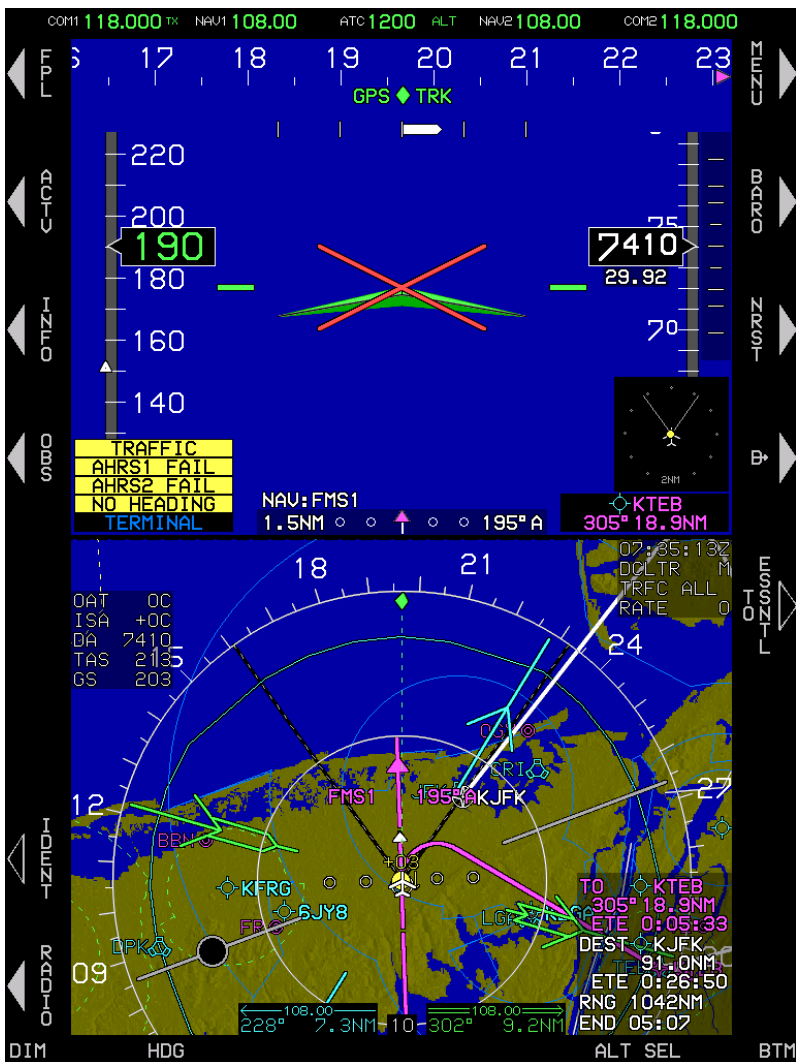 COM1 118.000 TX NAV1 108.00 ATC 1200 ALT NAV2 108.00 COM2 118.000
FPL
MENU
17 18 19 20 21 22 23
GPS TRK
220
ACTV
BARO
200
75
190
7410
29.92
180
INFO
NRST
160
70
140
OBS
TRAFFIC
AHRS1 FAIL
AHRS2 FAIL
NO HEADING
TERMINAL
NAV:FMS1
1.5NM 195°A
2NM
KTEB
305° 18.9NM
07:35:13Z
DCLTR M
TRFC ALL
RATE 0
ESSNTL
TO
18 21
OAT 0C
ISA +0C
DA 7410
TAS 213
GS 203
15
24
CRI
FMS1 195°A KJFK
27
12
IDENT
BBN
+03
KFRG
6JY8
FR
DPK
LGA
TO KTEB
305° 18.9NM
ETE 0:05:33
DEST KJFK
91.0NM
ETE 0:26:50
RNG 1042NM
END 05:07
09
RADIO
108.00
228° 7.3NM
10
108.00
302° 9.2NM
DIM HDG ALT SEL BTM